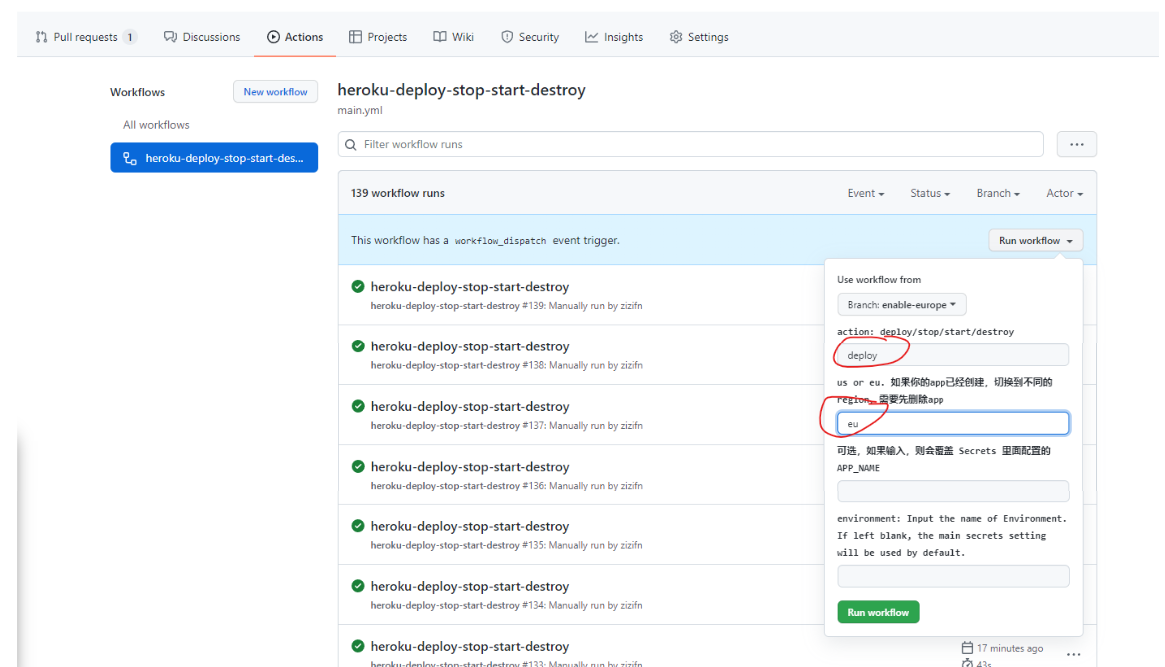 Pull requests 1 Discussions Actions Projects Wiki Security Insights Settings
Workflows
New workflow
All workflows
heroku-deploy-stop-start-des...
heroku-deploy-stop-start-destroy
main.yml
Filter workflow runs
139 workflow runs
Event Status Branch Actor
This workflow has a workflow_dispatch event trigger.
Run workflow
heroku-deploy-stop-start-destroy
heroku-deploy-stop-start-destroy #139: Manually run by zizifn
heroku-deploy-stop-start-destroy
heroku-deploy-stop-start-destroy #138: Manually run by zizifn
heroku-deploy-stop-start-destroy
heroku-deploy-stop-start-destroy #137: Manually run by zizifn
heroku-deploy-stop-start-destroy
heroku-deploy-stop-start-destroy #136: Manually run by zizifn
heroku-deploy-stop-start-destroy
heroku-deploy-stop-start-destroy #135: Manually run by zizifn
heroku-deploy-stop-start-destroy
heroku-deploy-stop-start-destroy #134: Manually run by zizifn
heroku-deploy-stop-start-destroy
heroku-deploy-stop-start-destroy #133: Manually run by zizifn
Use workflow from
Branch: enable-europe
action: deploy/stop/start/destroy
deploy
us or eu. 如果你的app已经创建, 切换到不同的
region, 需要先删除app
eu
可选, 如果输入, 则会覆盖 Secrets 里面配置的
APP_NAME
environment: Input the name of Environment.
If left blank, the main secrets setting
will be used by default.
Run workflow
17 minutes ago
43s